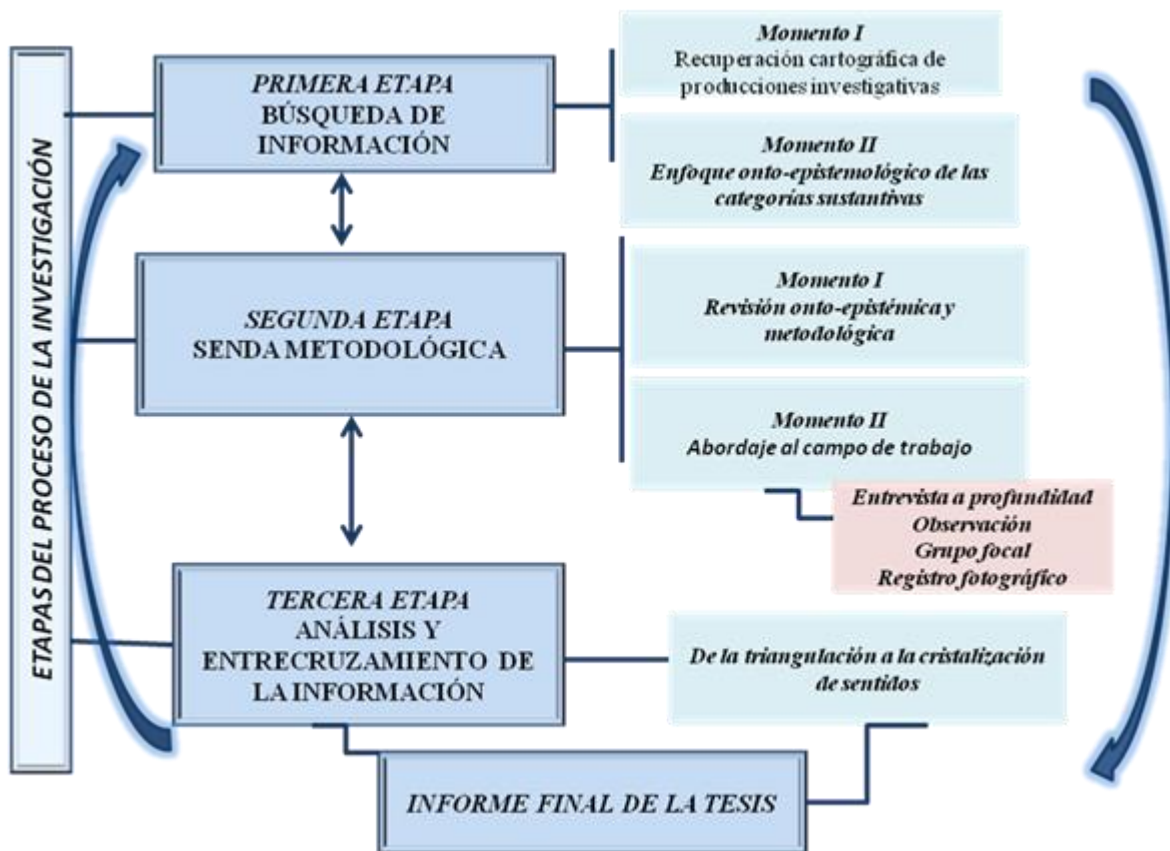 ETAPAS DEL PROCESO DE LA INVESTIGACIÓN
PRIMERA ETAPA
BÚSQUEDA DE
INFORMACIÓN
Momento I
Recuperación cartográfica de
producciones investigativas
Momento II
Enfoque onto-epistemológico de las
categorías sustantivas
SEGUNDA ETAPA
SENDA METODOLÓGICA
Momento I
Revisión onto-epistémica y
metodológica
Momento II
Abordaje al campo de trabajo
Entrevista a profundidad
Observación
Grupo focal
Registro fotográfico
TERCERA ETAPA
ANÁLISIS Y
ENTRECRUZAMIENTO DE
LA INFORMACIÓN
De la triangulación a la cristalización
de sentidos
INFORME FINAL DE LA TESIS